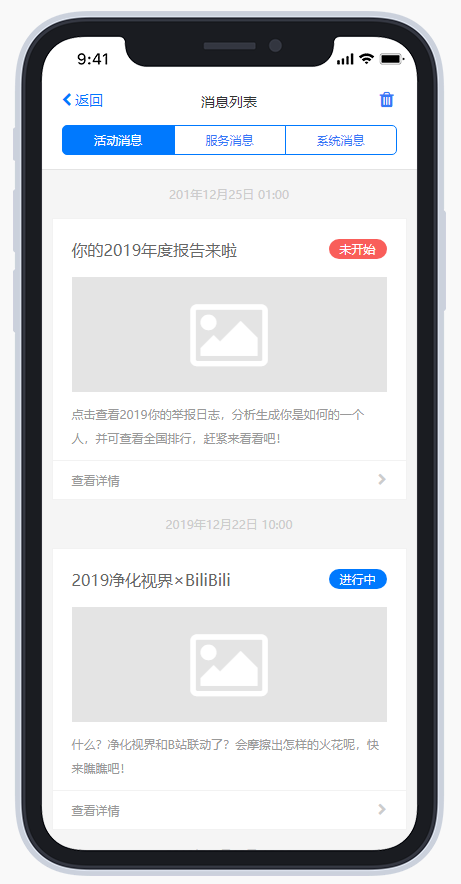 9:41
返回
消息列表
活动消息
服务消息
系统消息
201年12月25日 01:00
你的2019年度报告来啦
未开始
点击查看2019你的举报日志，分析生成你是如何的一个
人，并可查看全国排行，赶紧来看看吧！
查看详情
2019年12月22日 10:00
2019净化视界×BiliBili
进行中
什么？净化视界和B站联动了？会摩擦出怎样的火花呢，快
来瞧瞧吧！
查看详情